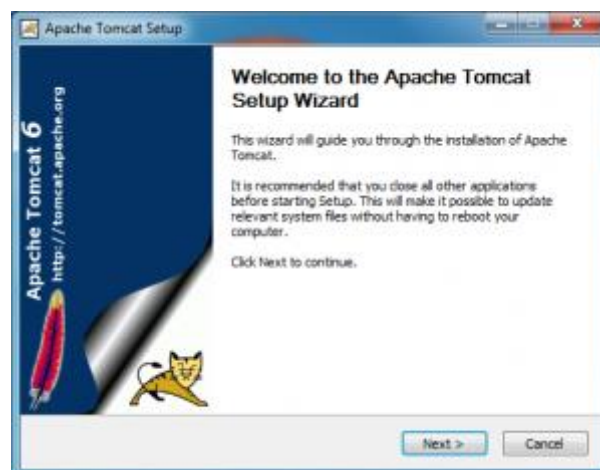 Apache Tomcat Setup
Apache Tomcat 6
http://tomcat.apache.org
Welcome to the Apache Tomcat
Setup Wizard
This wizard will guide you through the installation of Apache
Tomcat.
It is recommended that you close all other applications
before starting Setup. This will make it possible to update
relevant system files without having to reboot your
computer.
Click Next to continue.
Next >
Cancel